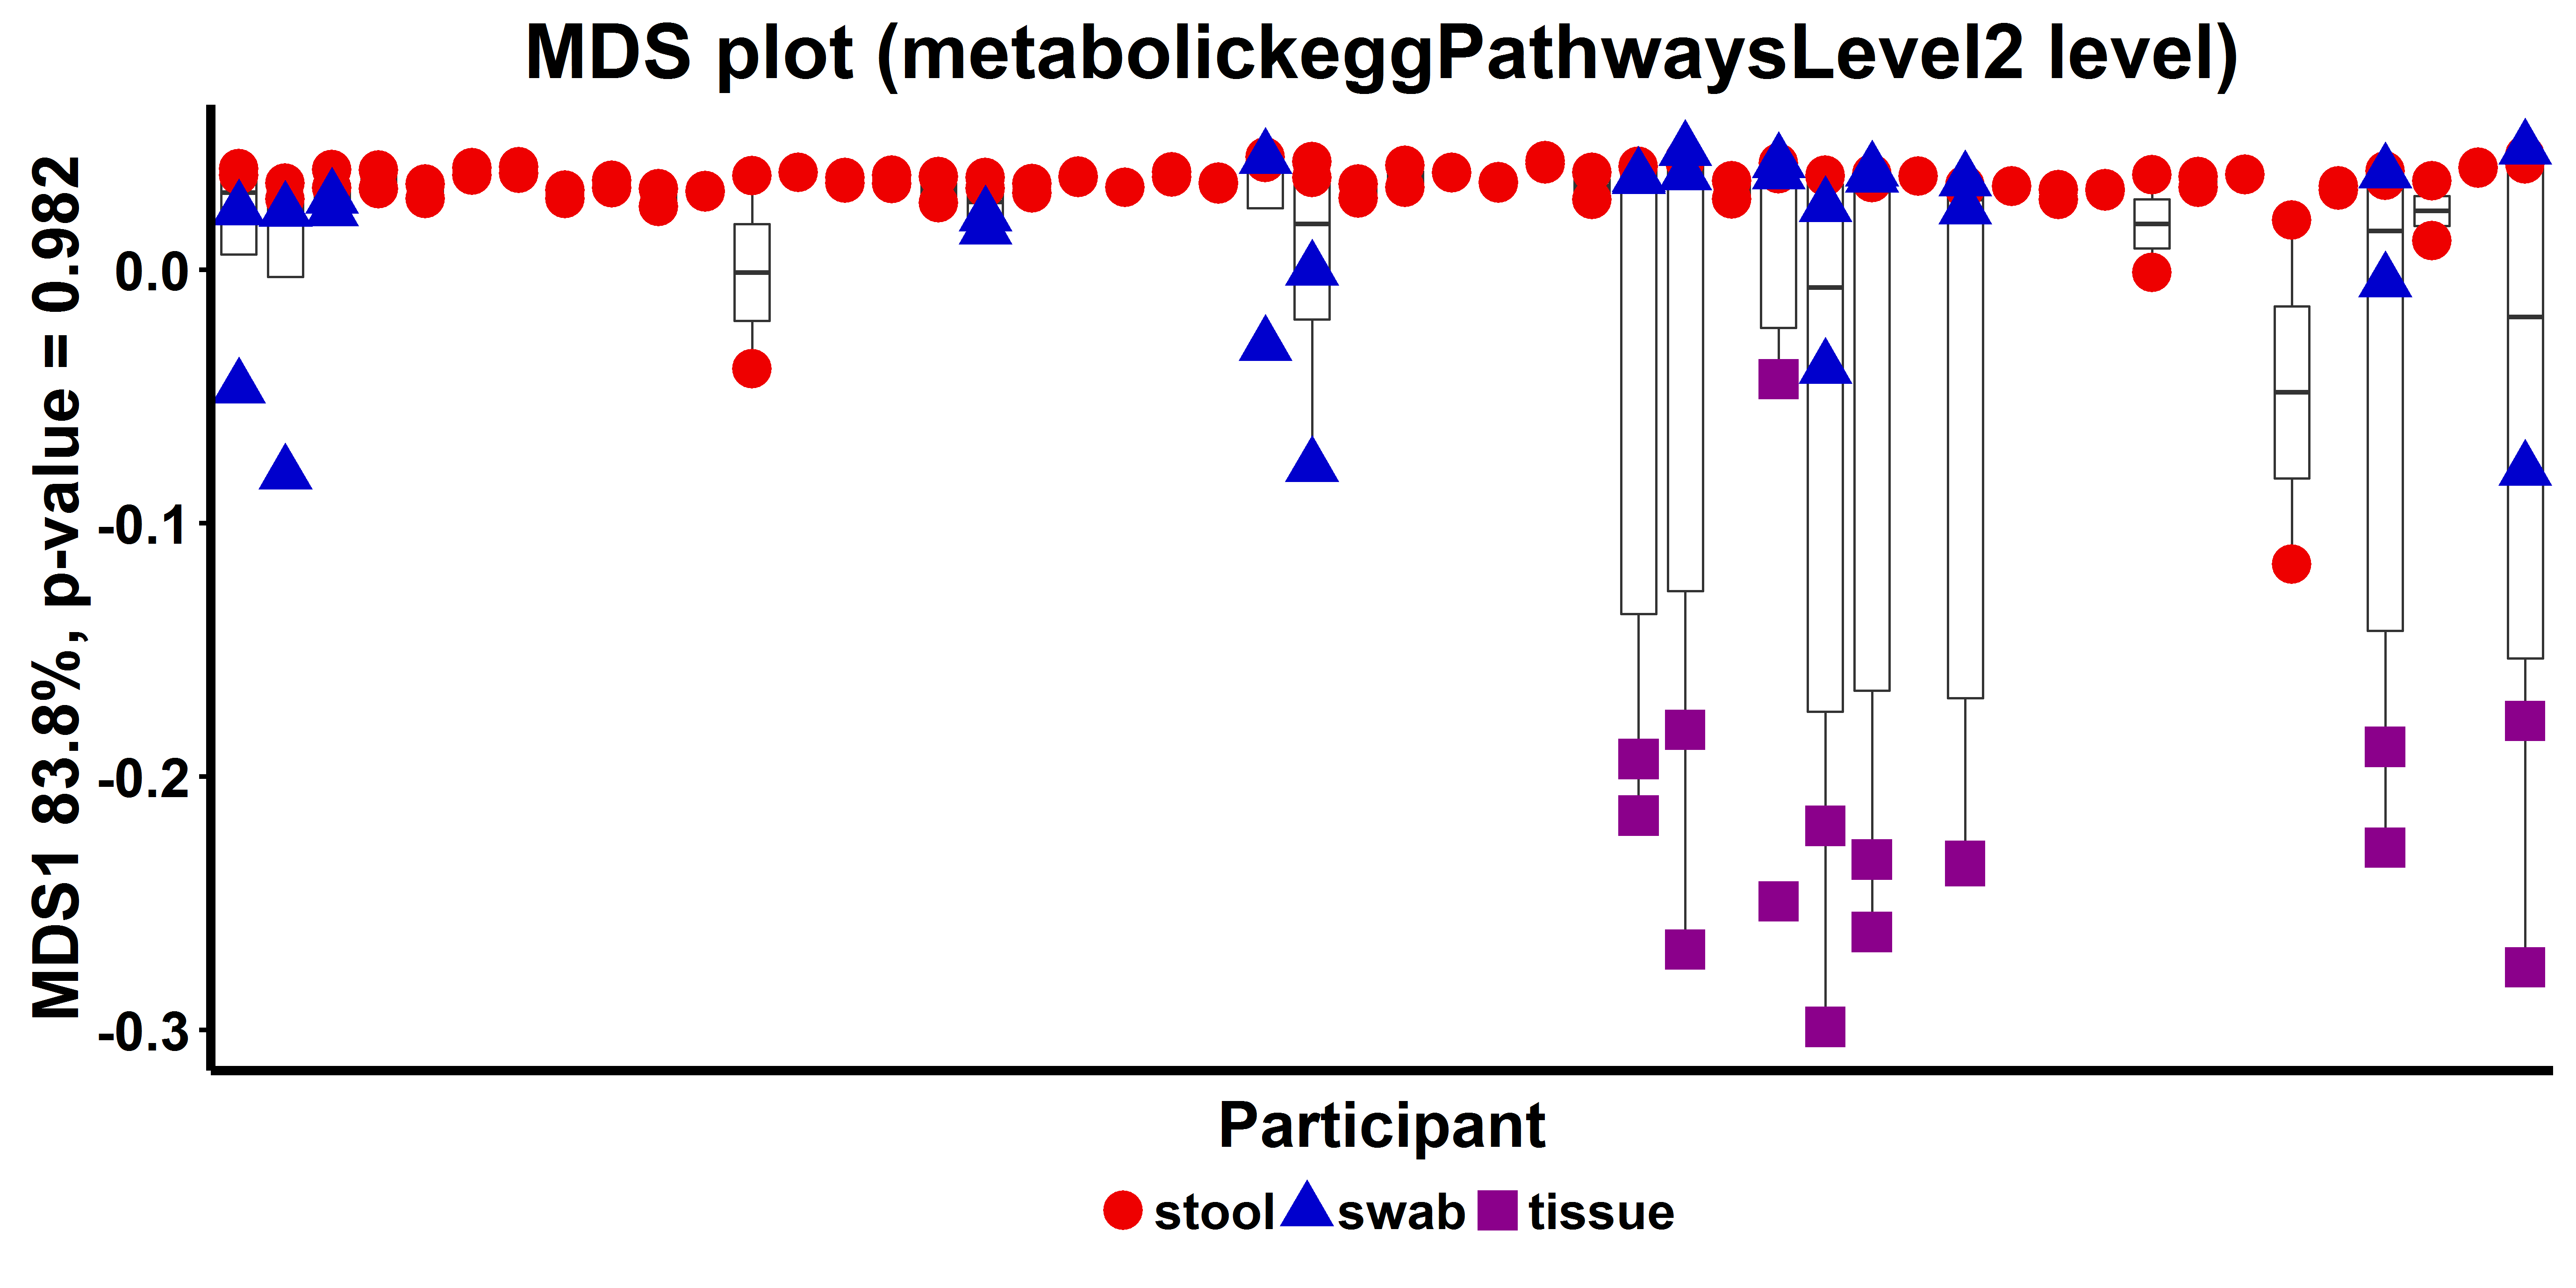 MDS plot (metabolickeggPathwaysLevel2 level)
MDS1 83.8%, p-value = 0.982
0.0
-0.1
-0.2
-0.3
Participant
stool swab tissue